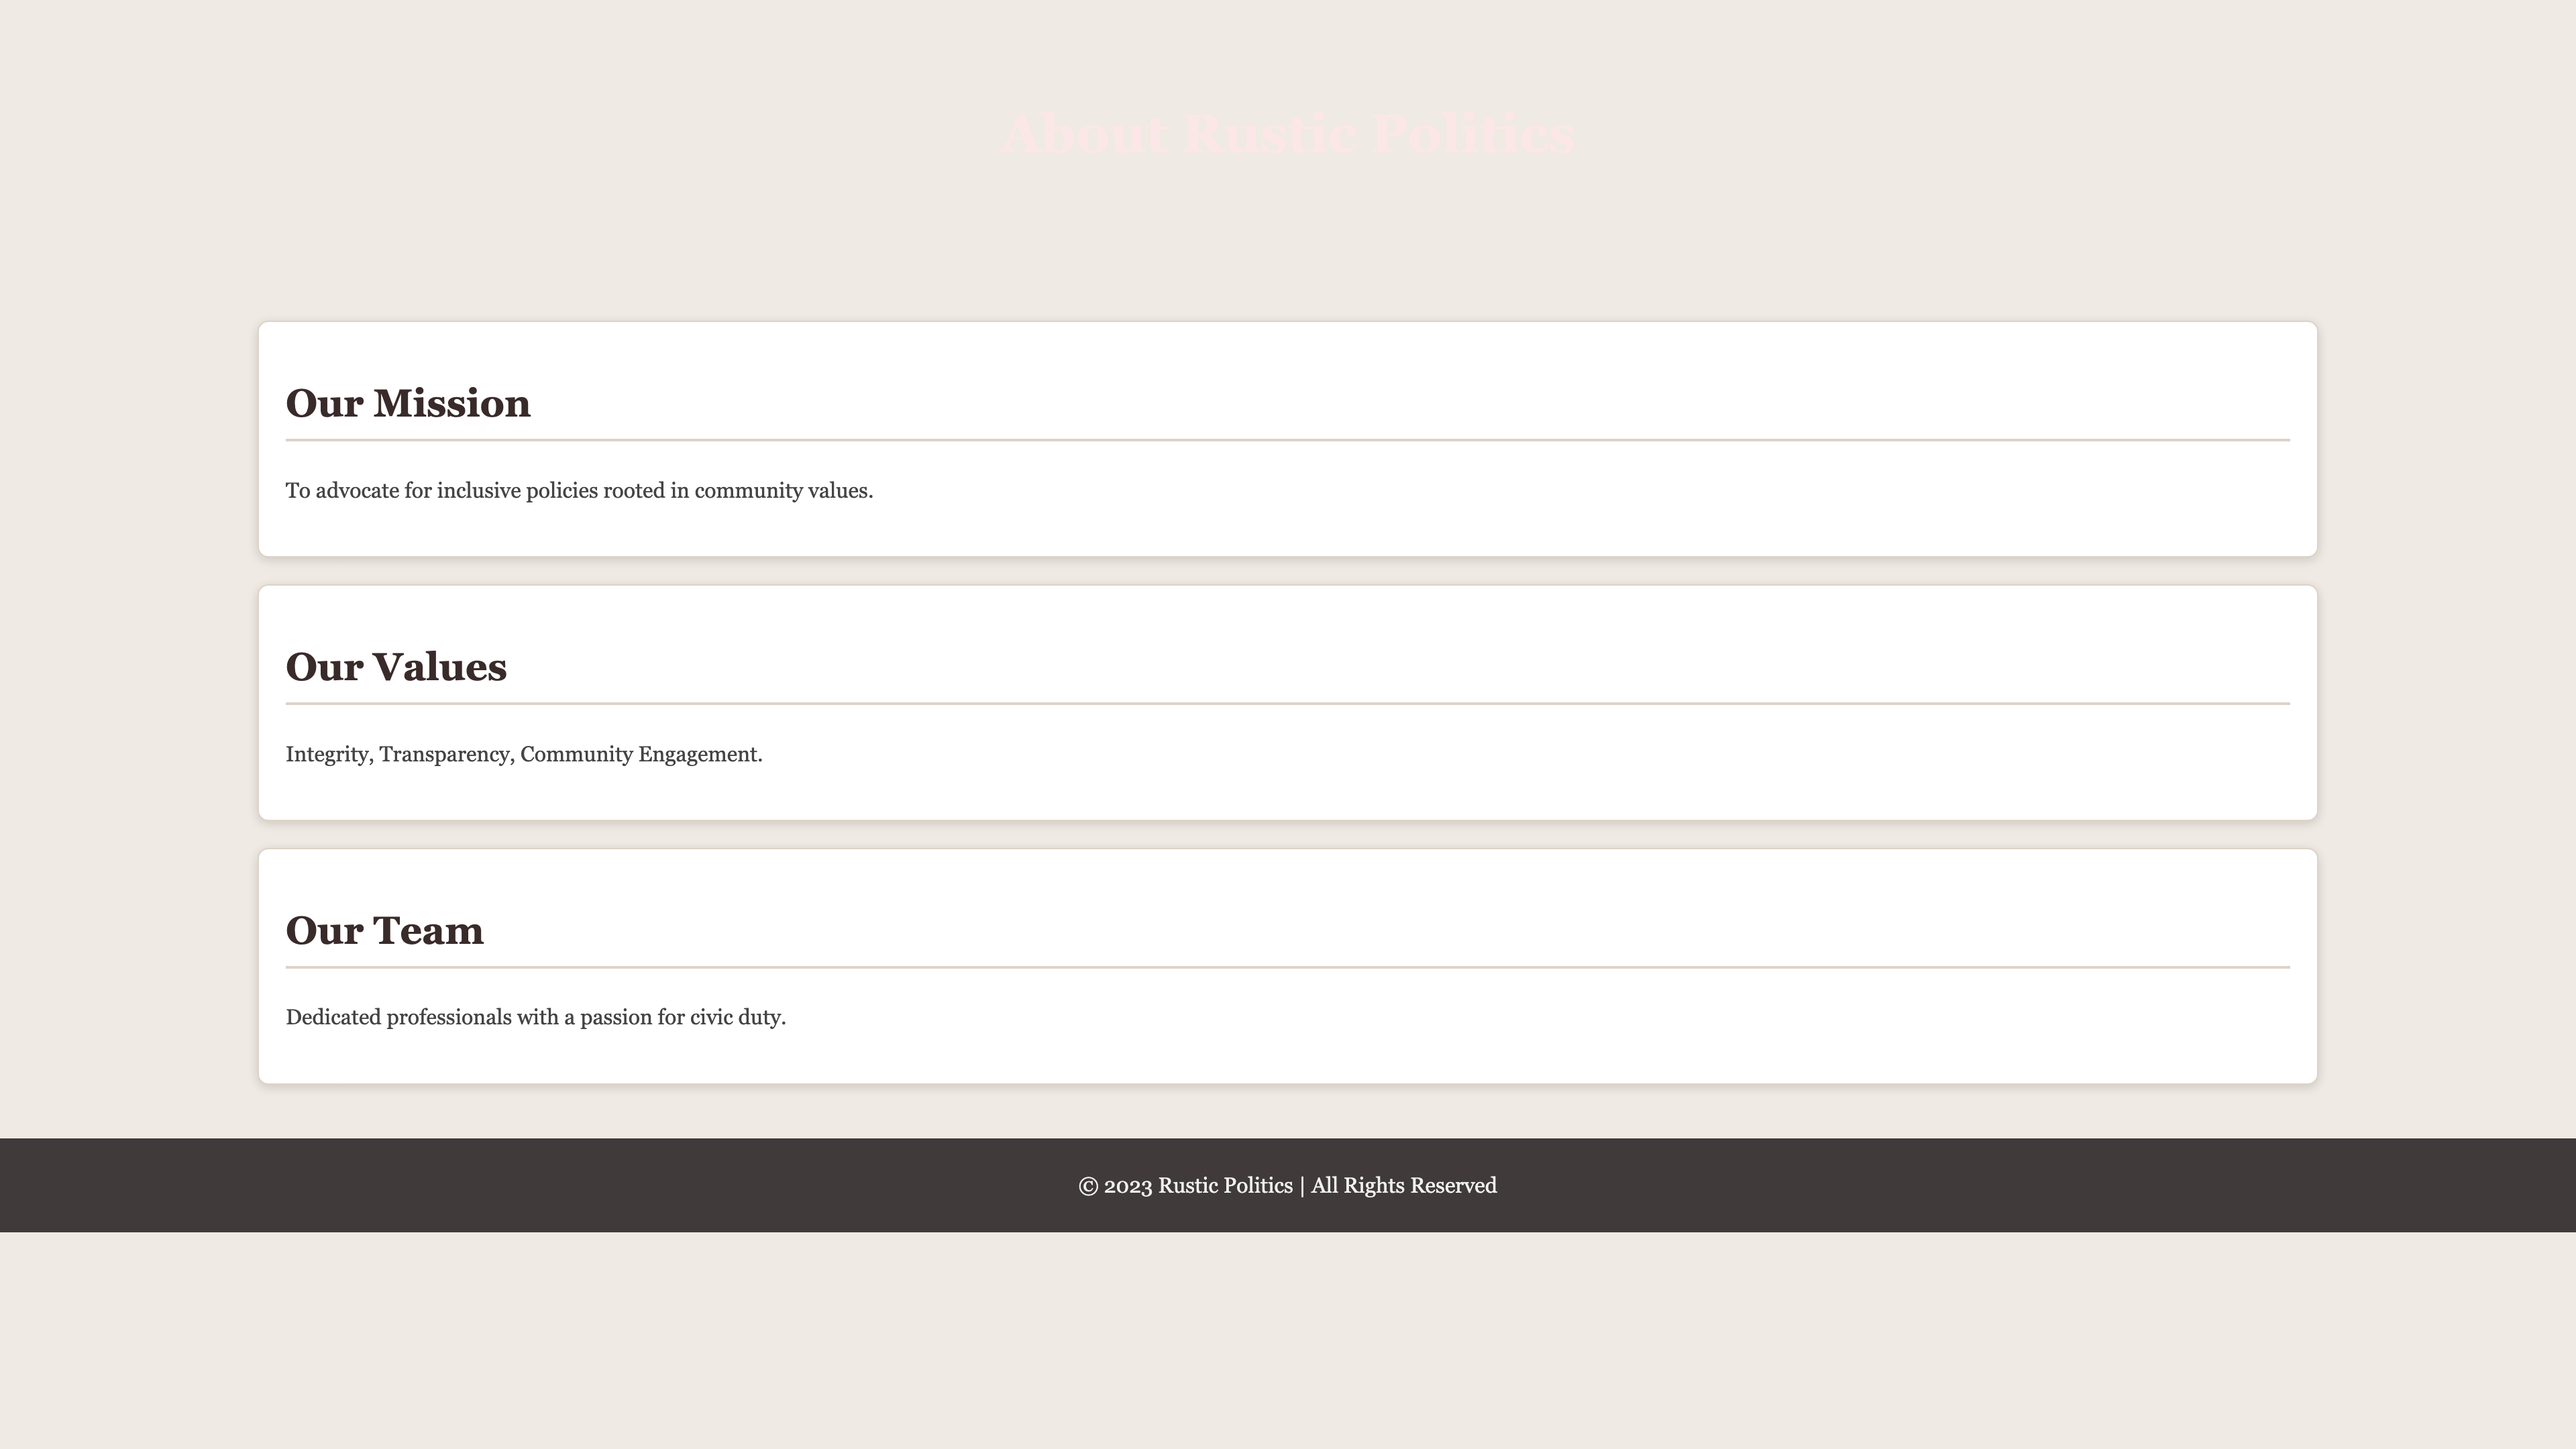 About Rustic Politics
Our Mission
To advocate for inclusive policies rooted in community values.
Our Values
Integrity, Transparency, Community Engagement.
Our Team
Dedicated professionals with a passion for civic duty.
© 2023 Rustic Politics | All Rights Reserved